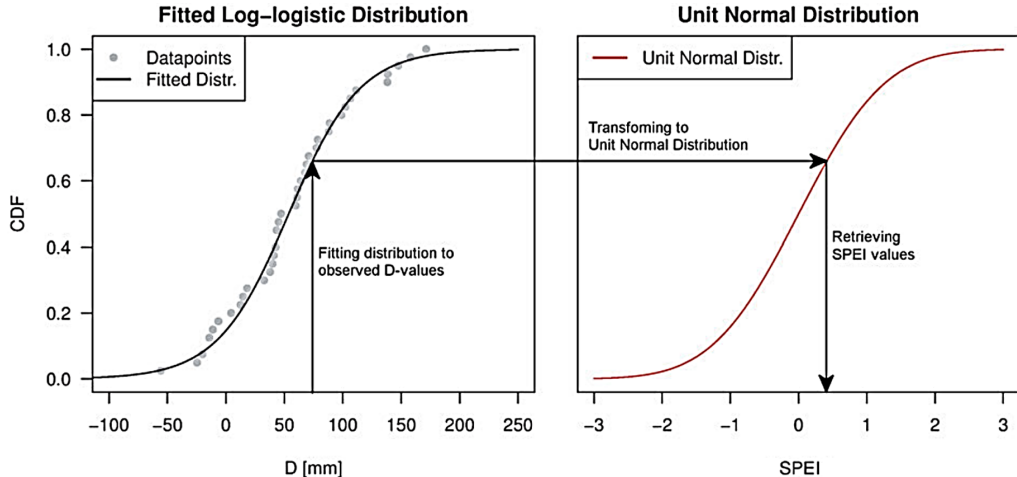 Fitted Log-logistic Distribution
Datapoints
Fitted Distr.
Fitting distribution to
observed D-values
CDF
1.0
0.8
0.6
0.4
0.2
0.0
−100
−50
0
50
100
150
200
250
D [mm]
Unit Normal Distribution
Unit Normal Distr.
Transfoming to
Unit Normal Distribution
Retrieving
SPEI values
−3
−2
−1
0
1
2
3
SPEI